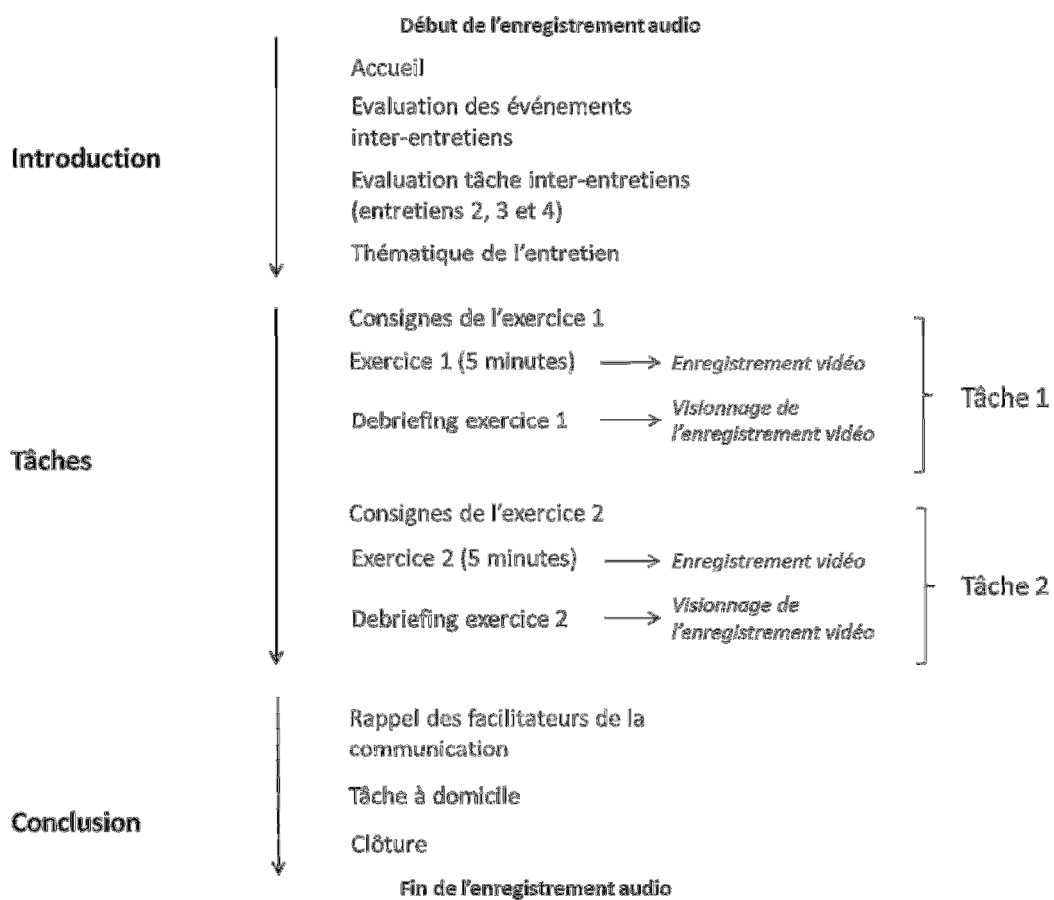 Début de l'enregistrement audio
Accueil
Evaluation des événements
inter-entretiens
Introduction
Evaluation tâche inter-entretiens
(entretiens 2, 3 et 4)
Thématique de l'entretien
Consignes de l'exercice 1
Exercice 1 (5 minutes)
Enregistrement vidéo
Debriefing exercice 1
Visionnage de
l'enregistrement vidéo
Tâche 1
Tâches
Consignes de l'exercice 2
Exercice 2 (5 minutes)
Enregistrement vidéo
Debriefing exercice 2
Visionnage de
l'enregistrement vidéo
Tâche 2
Rappel des facilitateurs de la
communication
Tâche à domicile
Conclusion
Clôture
Fin de l'enregistrement audio